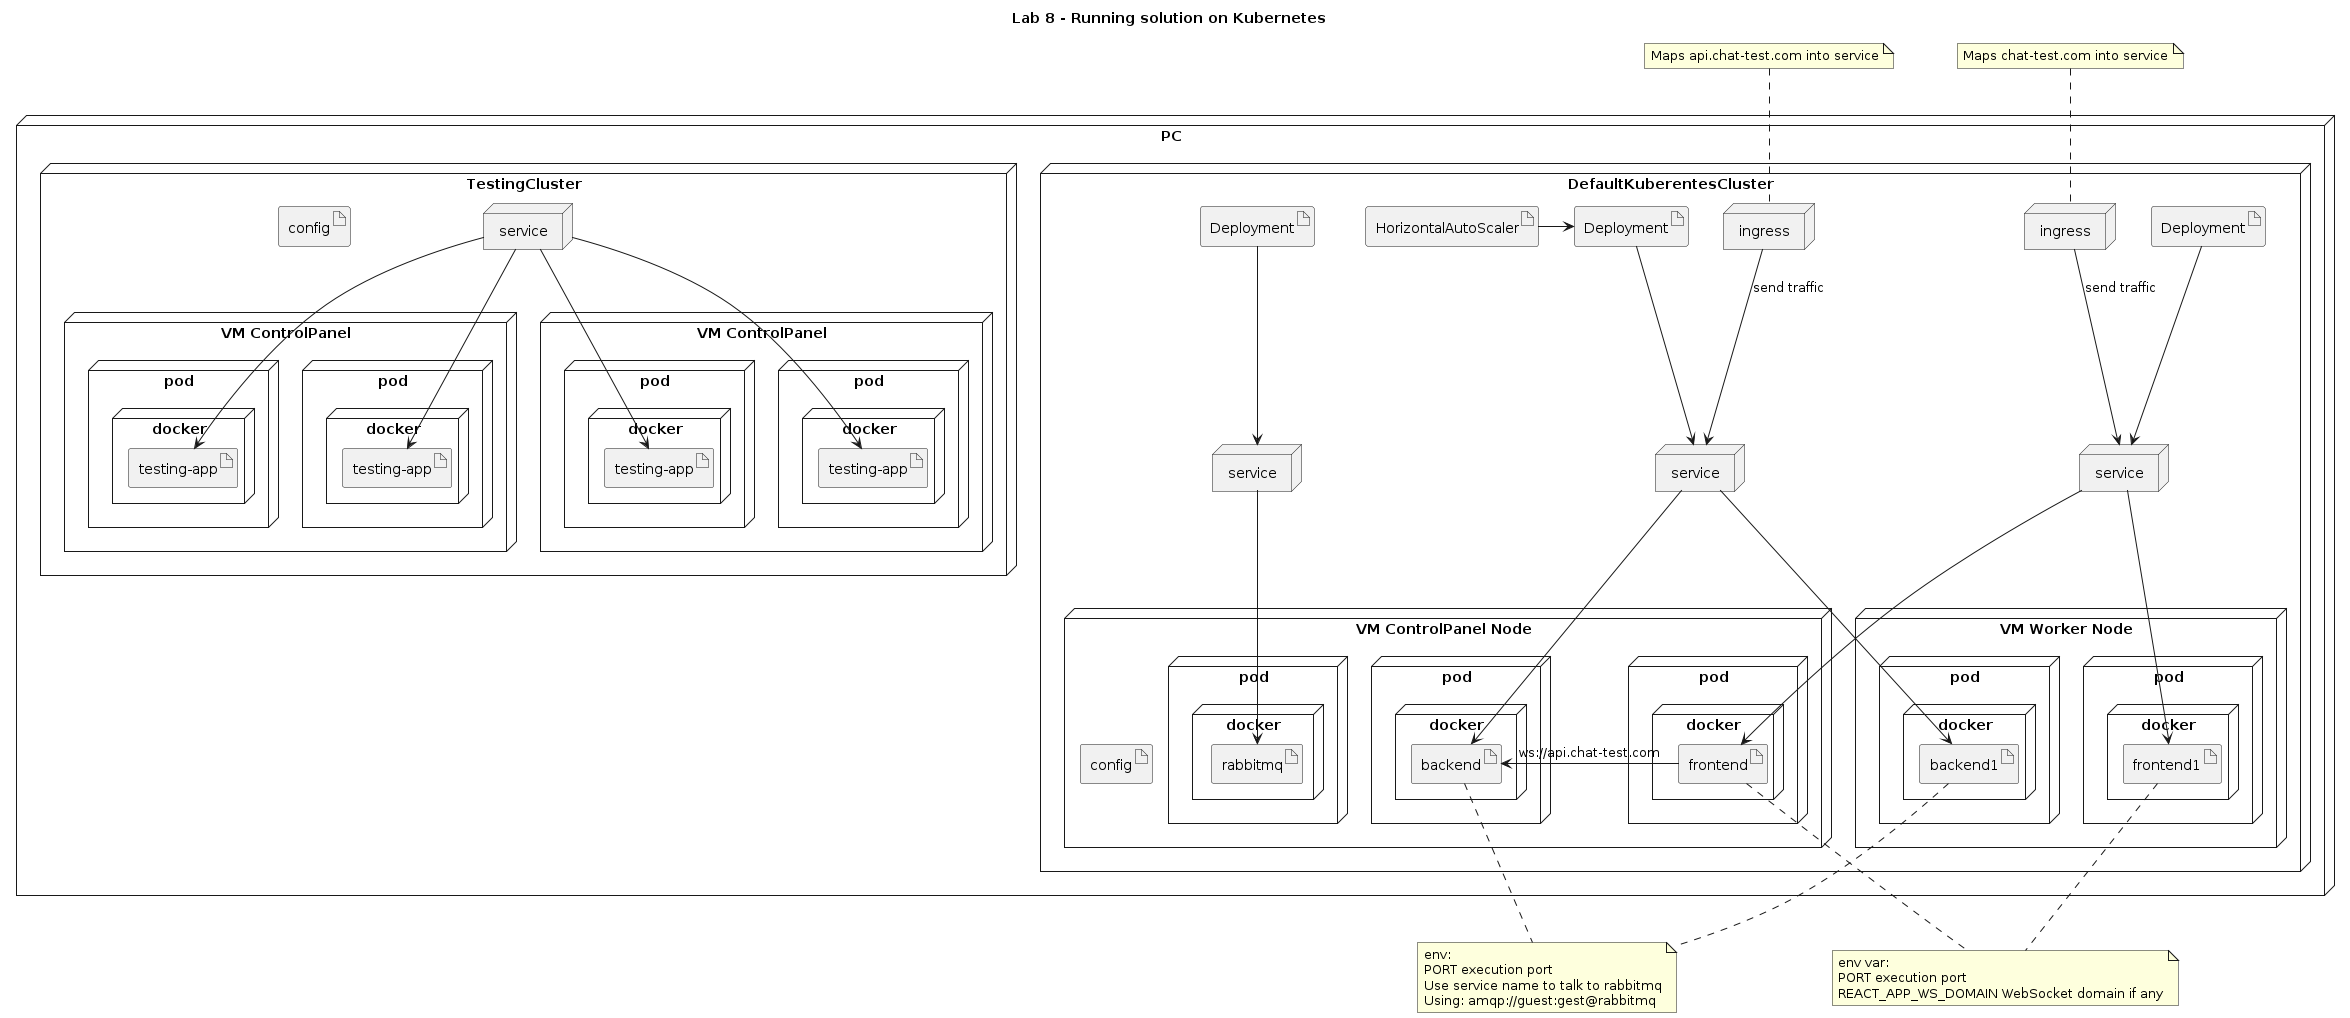 Lab 8 - Running solution on Kubernetes
Maps api.chat-test.com into service
Maps chat-test.com into service
PC
TestingCluster
config
service
VM ControlPanel
pod
docker
testing-app
pod
docker
testing-app
VM ControlPanel
pod
docker
testing-app
pod
docker
testing-app
DefaultKuberentesCluster
Deployment
HorizontalAutoScaler
Deployment
ingress
ingress
Deployment
send traffic
send traffic
service
service
service
VM ControlPanel Node
config
pod
docker
rabbitmq
pod
docker
backend
ws://api.chat-test.com
pod
docker
frontend
VM Worker Node
pod
docker
backend1
pod
docker
frontend1
env:
PORT execution port
Use service name to talk to rabbitmq
Using: amqp://guest:gest@rabbitmq
env var:
PORT execution port
REACT_APP_WS_DOMAIN WebSocket domain if any